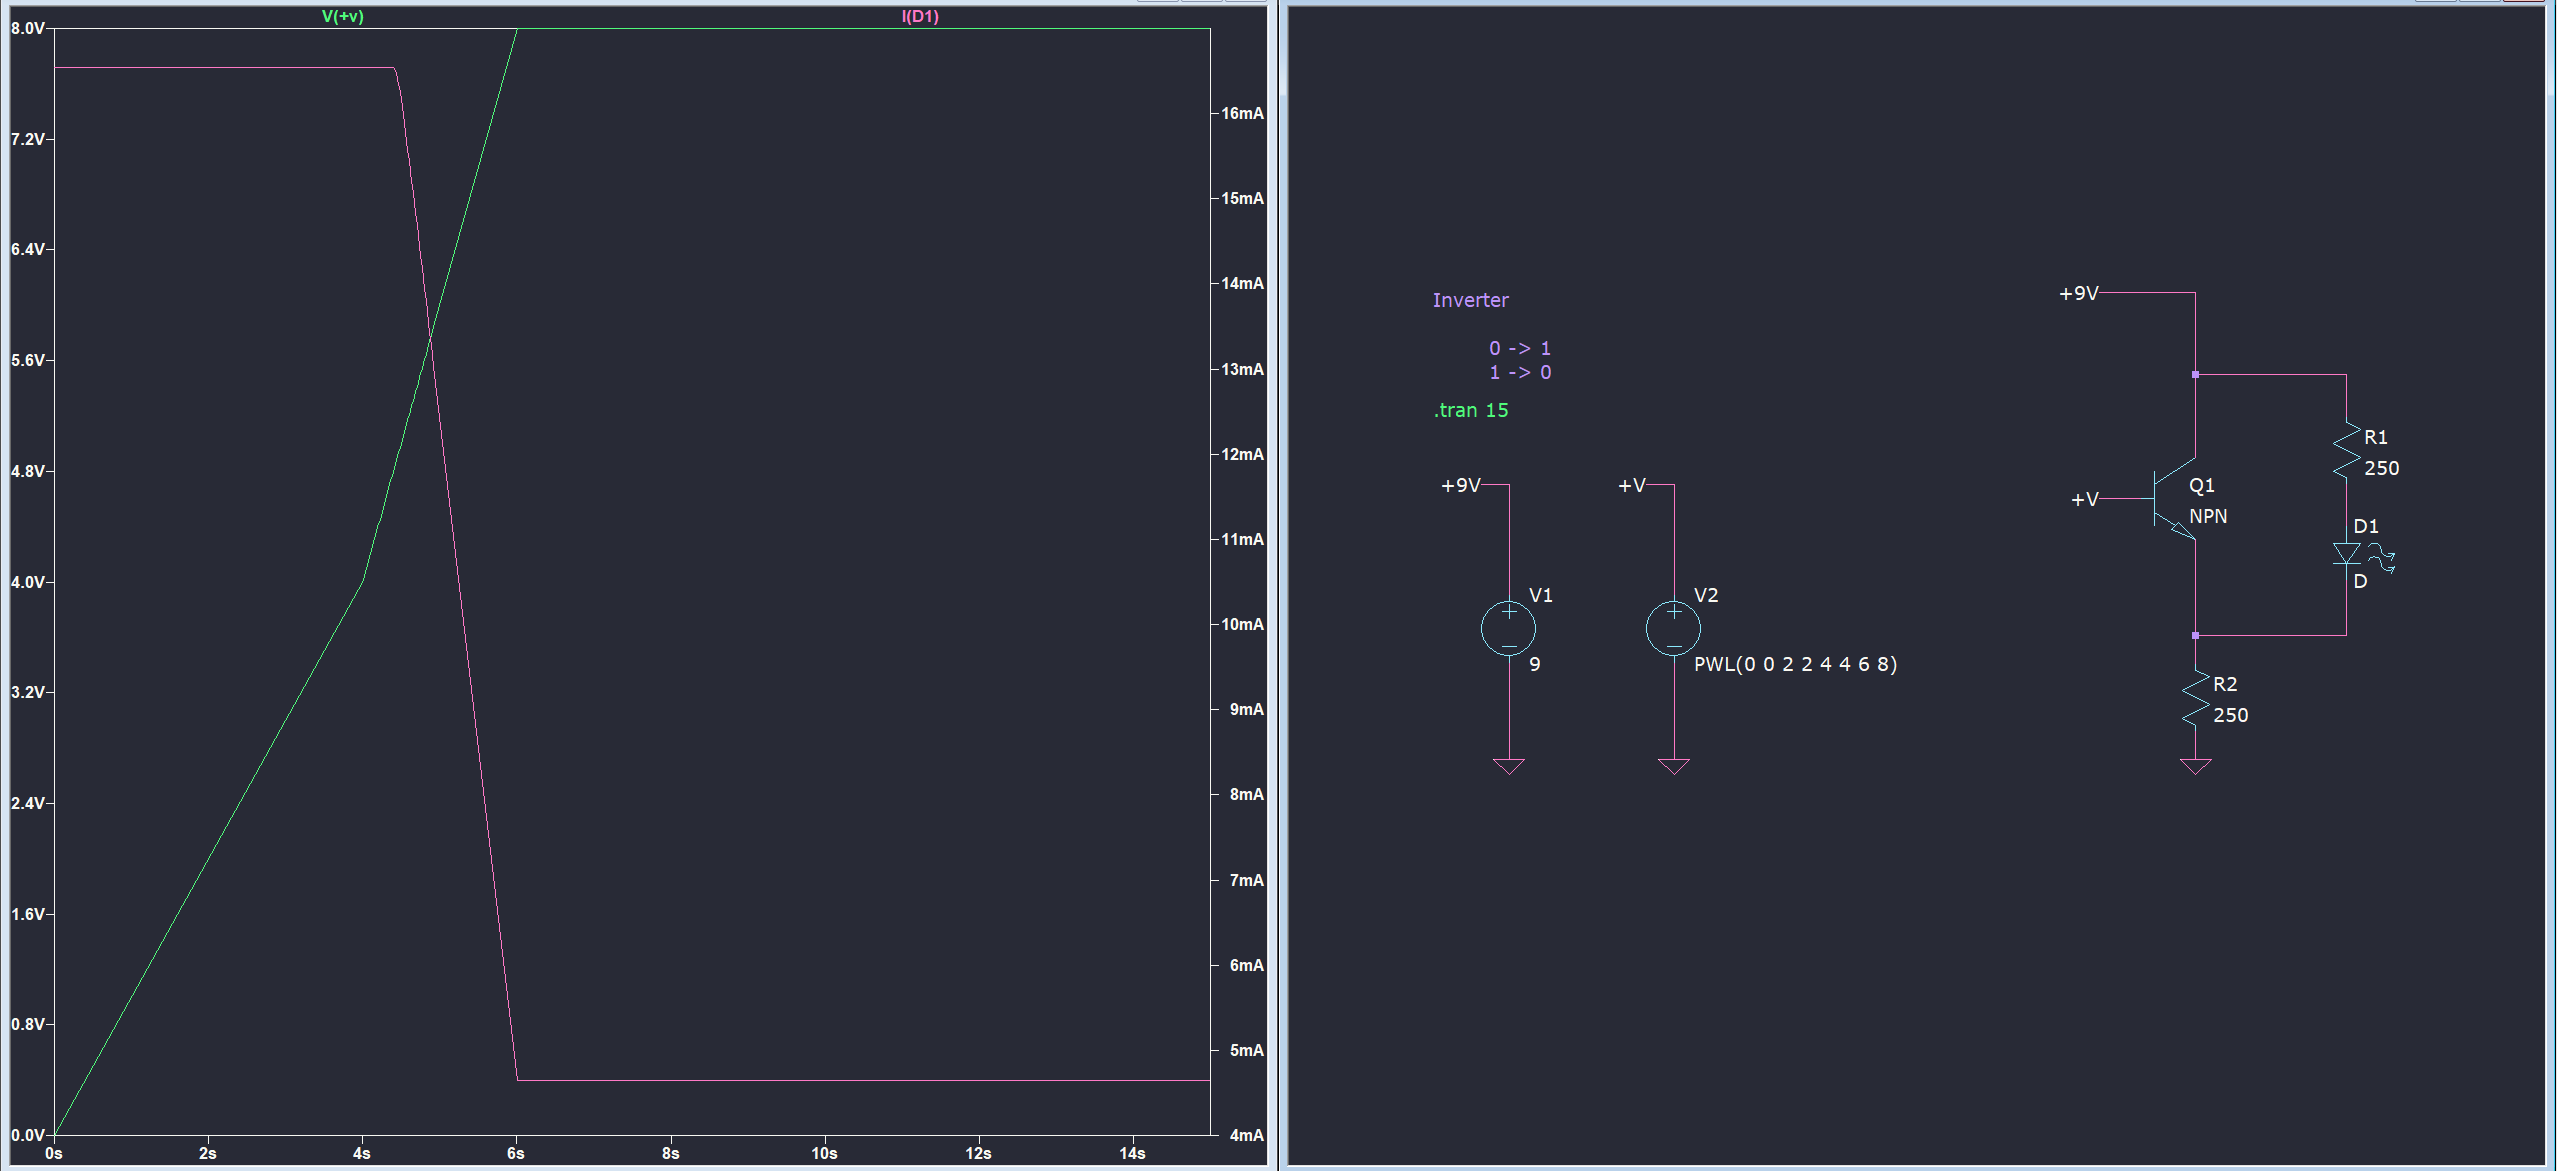 V(+v)
I(D1)
8.0V
7.2V
6.4V
5.6V
4.8V
4.0V
3.2V
2.4V
1.6V
0.8V
0.0V
16mA
15mA
14mA
13mA
12mA
11mA
10mA
9mA
8mA
7mA
6mA
5mA
4mA
0s 2s 4s 6s 8s 10s 12s 14s
Inverter
0 -> 1
1 -> 0
.tran 15
+9V
V1
9
+V
V2
PWL(0 0 2 2 4 4 6 8)
+9V
+V
Q1
NPN
R1
250
D1
D
R2
250